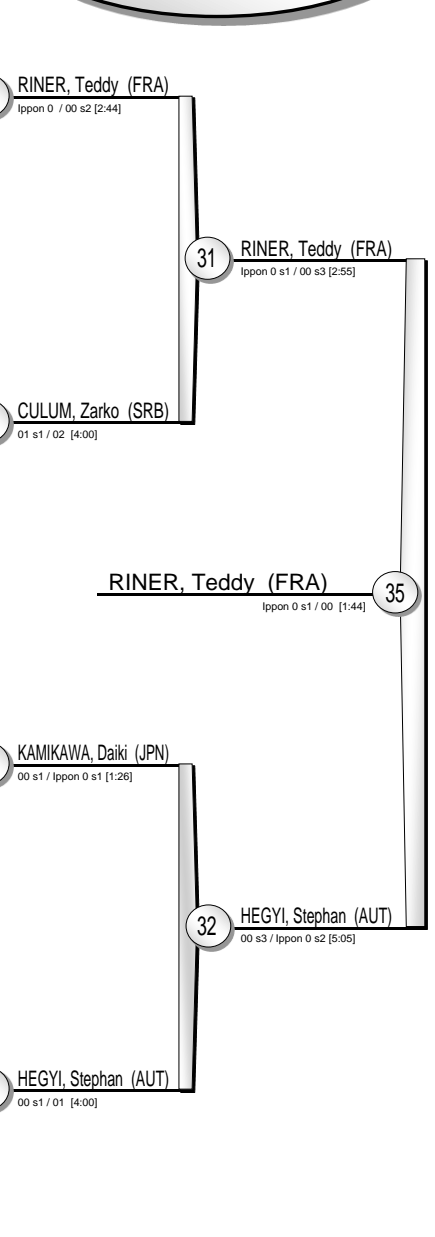 RINER, Teddy (FRA)
Ippon 0 / 00 s2 [2:44]
31
RINER, Teddy (FRA)
Ippon 0 s1 / 00 s3 [2:55]
CULUM, Zarko (SRB)
01 s1 / 02 [4:00]
RINER, Teddy (FRA)
Ippon 0 s1 / 00 [1:44]
35
KAMIKAWA, Daiki (JPN)
00 s1 / Ippon 0 s1 [1:26]
32
HEGYI, Stephan (AUT)
00 s3 / Ippon 0 s2 [5:05]
HEGYI, Stephan (AUT)
00 s1 / 01 [4:00]